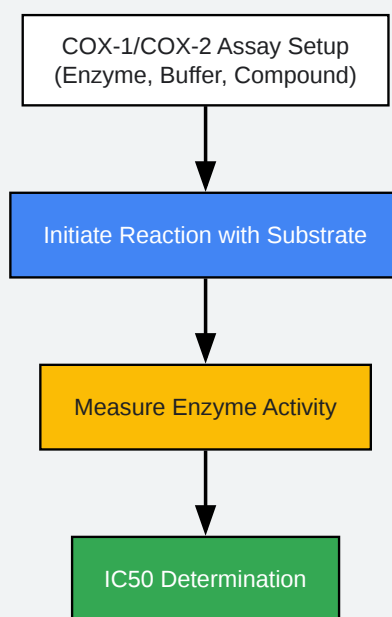 COX-1/COX-2 Assay Setup
(Enzyme, Buffer, Compound)
Initiate Reaction with Substrate
Measure Enzyme Activity
IC50 Determination